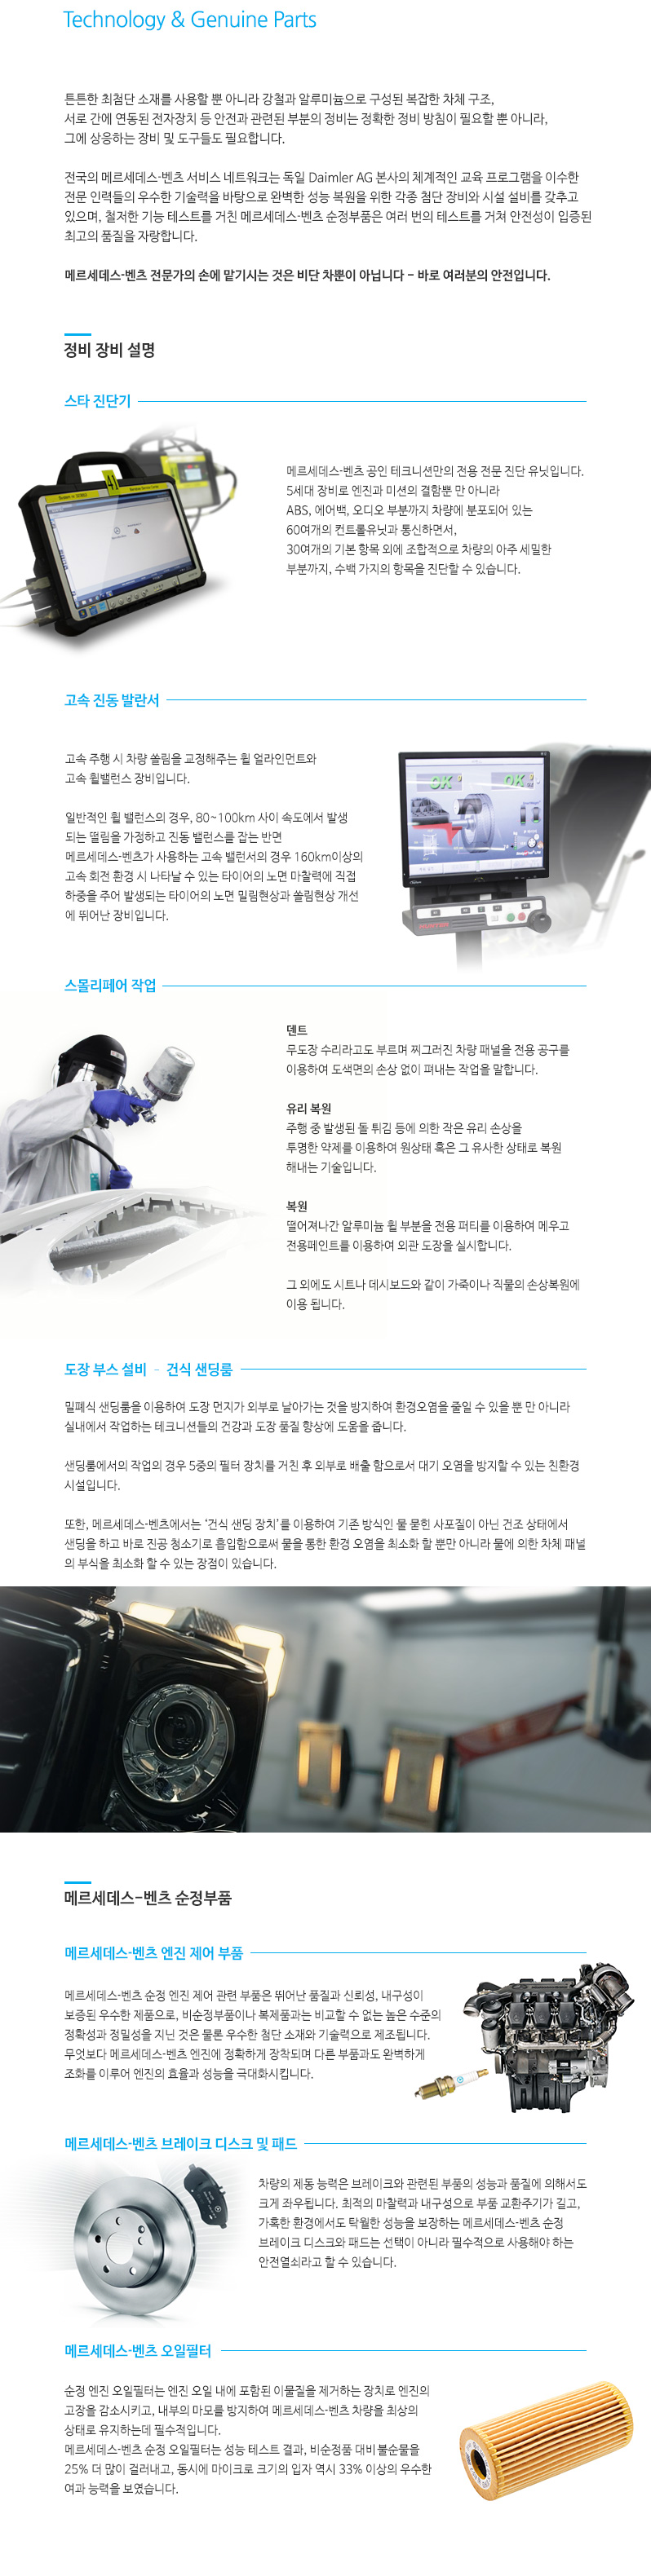 Technology & Genuine Parts
튼튼한 최첨단 소재를 사용할 뿐 아니라 강철과 알루미늄으로 구성된 복잡한 차체 구조,
서로 간에 연동된 전자장치 등 안전과 관련된 부분의 정비는 정확한 정비 방침이 필요할 뿐 아니라,
그에 상응하는 장비 및 도구들도 필요합니다.
전국의 메르세데스-벤츠 서비스 네트워크는 독일 Daimler AG 본사의 체계적인 교육 프로그램을 이수한
전문 인력들의 우수한 기술력을 바탕으로 완벽한 성능 복원을 위한 각종 첨단 장비와 시설 설비를 갖추고
있으며, 철저한 기능 테스트를 거친 메르세데스-벤츠 순정부품은 여러 번의 테스트를 거쳐 안전성이 입증된
최고의 품질을 자랑합니다.
메르세데스-벤츠 전문가의 손에 맡기시는 것은 비단 차뿐이 아닙니다 - 바로 여러분의 안전입니다.
정비 장비 설명
스타 진단기
메르세데스-벤츠 공인 테크니션만의 전용 전문 진단 유닛입니다.
5세대 장비로 엔진과 미션의 결함뿐 만 아니라
ABS, 에어백, 오디오 부분까지 차량에 분포되어 있는
60여개의 컨트롤유닛과 통신하면서,
30여개의 기본 항목 외에 조합적으로 차량의 아주 세밀한
부분까지, 수백 가지의 항목을 진단할 수 있습니다.
고속 진동 발란서
고속 주행 시 차량 쏠림을 교정해주는 휠 얼라인먼트와
고속 휠밸런스 장비입니다.
일반적인 휠 밸런스의 경우, 80~100km 사이 속도에서 발생
되는 떨림을 가정하고 진동 밸런스를 잡는 반면
메르세데스-벤츠가 사용하는 고속 밸런서의 경우 160km이상의
고속 회전 환경 시 나타날 수 있는 타이어의 노면 마찰력에 직접
하중을 주어 발생되는 타이어의 노면 밀림현상과 쏠림현상 개선
에 뛰어난 장비입니다.
OK OK
스몰리페어 작업
덴트
무도장 수리라고도 부르며 찌그러진 차량 패널을 전용 공구를
이용하여 도색면의 손상 없이 펴내는 작업을 말합니다.
유리 복원
주행 중 발생된 돌 튀김 등에 의한 작은 유리 손상을
투명한 약제를 이용하여 원상태 혹은 그 유사한 상태로 복원
해내는 기술입니다.
복원
떨어져나간 알루미늄 휠 부분을 전용 퍼티를 이용하여 메우고
전용페인트를 이용하여 외관 도장을 실시합니다.
그 외에도 시트나 데시보드와 같이 가죽이나 직물의 손상복원에
이용 됩니다.
도장 부스 설비 - 건식 샌딩룸
밀폐식 샌딩룸을 이용하여 도장 먼지가 외부로 날아가는 것을 방지하여 환경오염을 줄일 수 있을 뿐 만 아니라
실내에서 작업하는 테크니션들의 건강과 도장 품질 향상에 도움을 줍니다.
샌딩룸에서의 작업의 경우 5중의 필터 장치를 거친 후 외부로 배출 함으로서 대기 오염을 방지할 수 있는 친환경
시설입니다.
또한, 메르세데스-벤츠에서는 ‘건식 샌딩 장치’를 이용하여 기존 방식인 물 묻힌 사포질이 아닌 건조 상태에서
샌딩을 하고 바로 진공 청소기로 흡입함으로써 물을 통한 환경 오염을 최소화 할 뿐만 아니라 물에 의한 차체 패널
의 부식을 최소화 할 수 있는 장점이 있습니다.
메르세데스-벤츠 순정부품
메르세데스-벤츠 엔진 제어 부품
메르세데스-벤츠 순정 엔진 제어 관련 부품은 뛰어난 품질과 신뢰성, 내구성이
보증된 우수한 제품으로, 비순정부품이나 복제품과는 비교할 수 없는 높은 수준의
정확성과 정밀성을 지닌 것은 물론 우수한 첨단 소재와 기술력으로 제조됩니다.
무엇보다 메르세데스-벤츠 엔진에 정확하게 장착되며 다른 부품과도 완벽하게
조화를 이루어 엔진의 효율과 성능을 극대화시킵니다.
메르세데스-벤츠 브레이크 디스크 및 패드
차량의 제동 능력은 브레이크와 관련된 부품의 성능과 품질에 의해서도
크게 좌우됩니다. 최적의 마찰력과 내구성으로 부품 교환주기가 길고,
가혹한 환경에서도 탁월한 성능을 보장하는 메르세데스-벤츠 순정
브레이크 디스크와 패드는 선택이 아니라 필수적으로 사용해야 하는
안전열쇠라고 할 수 있습니다.
메르세데스-벤츠 오일필터
순정 엔진 오일필터는 엔진 오일 내에 포함된 이물질을 제거하는 장치로 엔진의
고장을 감소시키고, 내부의 마모를 방지하여 메르세데스-벤츠 차량을 최상의
상태로 유지하는데 필수적입니다.
메르세데스-벤츠 순정 오일필터는 성능 테스트 결과, 비순정품 대비 불순물을
25% 더 많이 걸러내고, 동시에 마이크로 크기의 입자 역시 33% 이상의 우수한
여과 능력을 보였습니다.